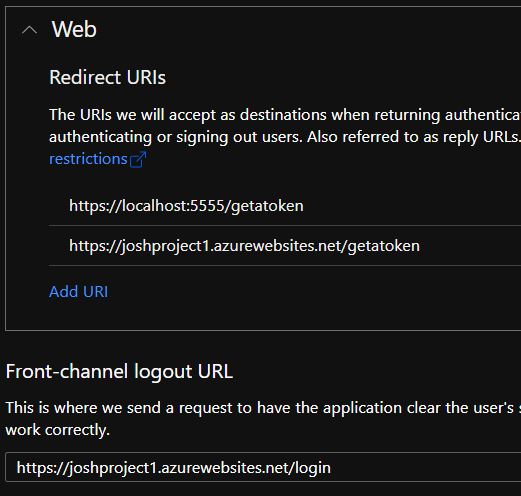 Web
Redirect URIs
The URIs we will accept as destinations when returning
authenticating or signing out users. Also referred to as reply URLs.
restrictions
https://localhost:5555/getatoken
https://joshproject1.azurewebsites.net/getatoken
Add URI
Front-channel logout URL
This is where we send a request to have the application clear the user's
work correctly.
https://joshproject1.azurewebsites.net/login